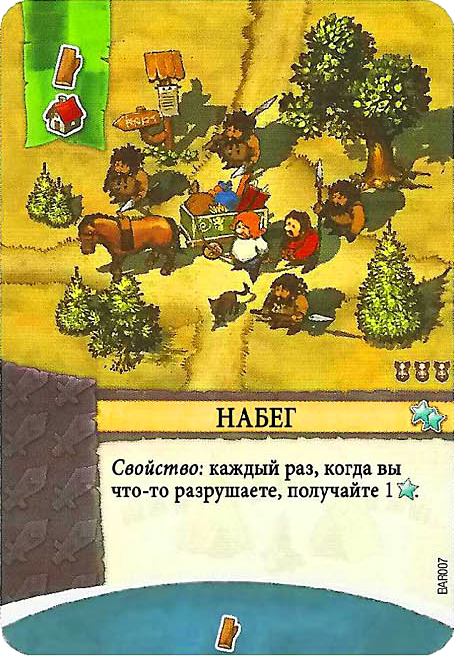 НАБЕГ
Свойство: каждый раз, когда вы
что-то разрушаете, получайте 1
BAR007